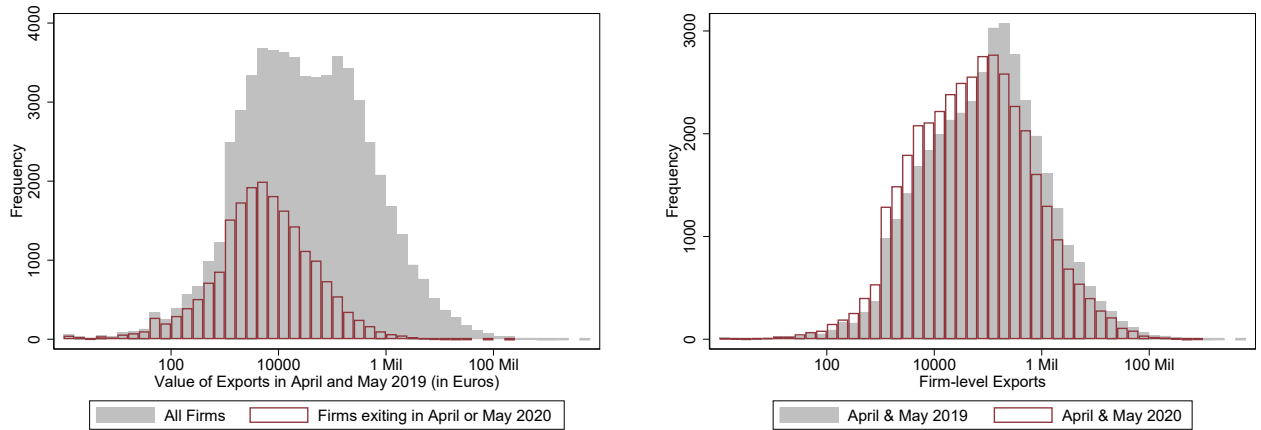 4000
3000
2000
1000
0
Frequency
100
10000
1 Mil
100 Mil
Value of Exports in April and May 2019 (in Euros)
All Firms
Firms exiting in April or May 2020
3000
2000
1000
0
Frequency
100
10000
1 Mil
100 Mil
Firm-level Exports
April & May 2019
April & May 2020